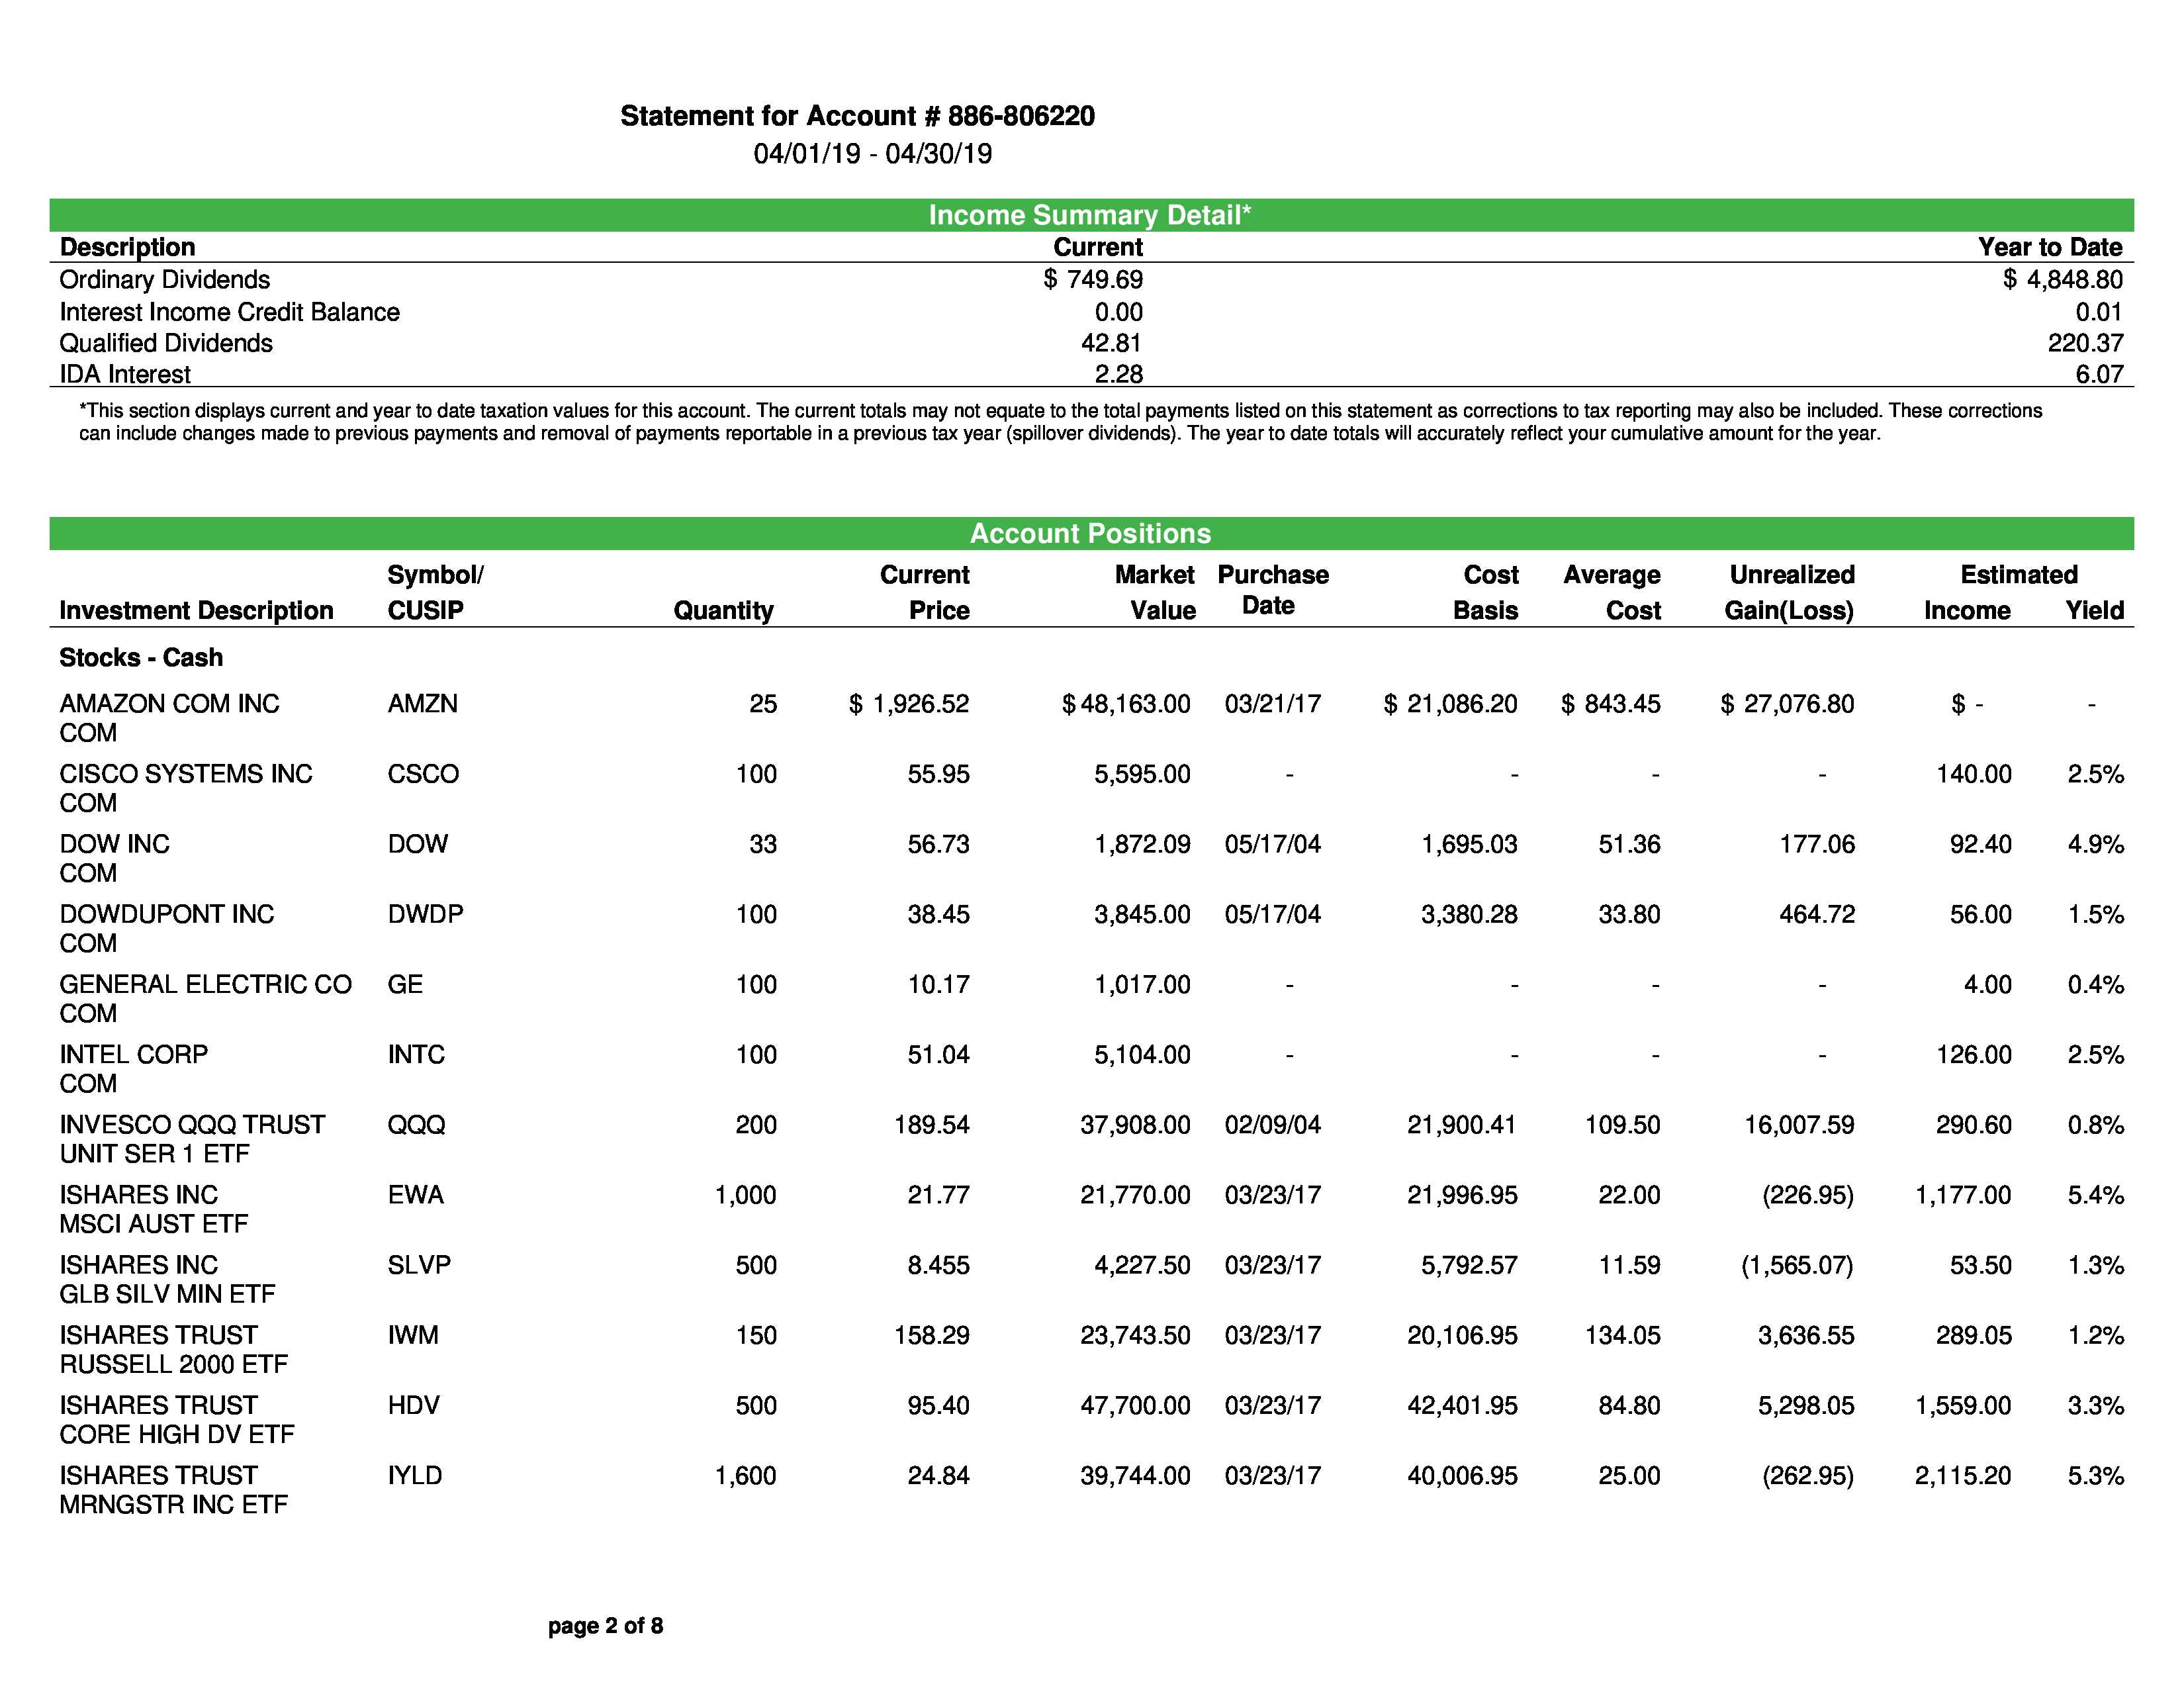 Statement for Account # 886-806220
04/01/19 - 04/30/19
Income Summary Detail*
Description Current Year to Date
Ordinary Dividends $ 749.69 $ 4,848.80
Interest Income Credit Balance 0.00 0.01
Qualified Dividends 42.81 220.37
IDA Interest 2.28 6.07
*This section displays current and year to date taxation values for this account. The current totals may not equate to the total payments listed on this statement as corrections to tax reporting may also be included. These corrections
can include changes made to previous payments and removal of payments reportable in a previous tax year (spillover dividends). The year to date totals will accurately reflect your cumulative amount for the year.
Account Positions
Symbol/ Current Market Purchase Cost Average Unrealized Estimated
Investment Description CUSIP Quantity Price Value Date Basis Cost Gain(Loss) Income Yield
Stocks - Cash
AMAZON COM INC AMZN 25 $ 1,926.52 $ 48,163.00 03/21/17 $ 21,086.20 $ 843.45 $ 27,076.80 $ - -
COM
CISCO SYSTEMS INC CSCO 100 55.95 5,595.00 - - - - 140.00 2.5%
COM
DOW INC DOW 33 56.73 1,872.09 05/17/04 1,695.03 51.36 177.06 92.40 4.9%
COM
DOWDUPONT INC DWDP 100 38.45 3,845.00 05/17/04 3,380.28 33.80 464.72 56.00 1.5%
COM
GENERAL ELECTRIC CO GE 100 10.17 1,017.00 - - - - 4.00 0.4%
COM
INTEL CORP INTC 100 51.04 5,104.00 - - - - 126.00 2.5%
COM
INVESCO QQQ TRUST QQQ 200 189.54 37,908.00 02/09/04 21,900.41 109.50 16,007.59 290.60 0.8%
UNIT SER 1 ETF
ISHARES INC EWA 1,000 21.77 21,770.00 03/23/17 21,996.95 22.00 (226.95) 1,177.00 5.4%
MSCI AUST ETF
ISHARES INC SLVP 500 8.455 4,227.50 03/23/17 5,792.57 11.59 (1,565.07) 53.50 1.3%
GLB SILV MIN ETF
ISHARES TRUST IWM 150 158.29 23,743.50 03/23/17 20,106.95 134.05 3,636.55 289.05 1.2%
RUSSELL 2000 ETF
ISHARES TRUST HDV 500 95.40 47,700.00 03/23/17 42,401.95 84.80 5,298.05 1,559.00 3.3%
CORE HIGH DV ETF
ISHARES TRUST IYLD 1,600 24.84 39,744.00 03/23/17 40,006.95 25.00 (262.95) 2,115.20 5.3%
MRNGSTR INC ETF
page 2 of 8